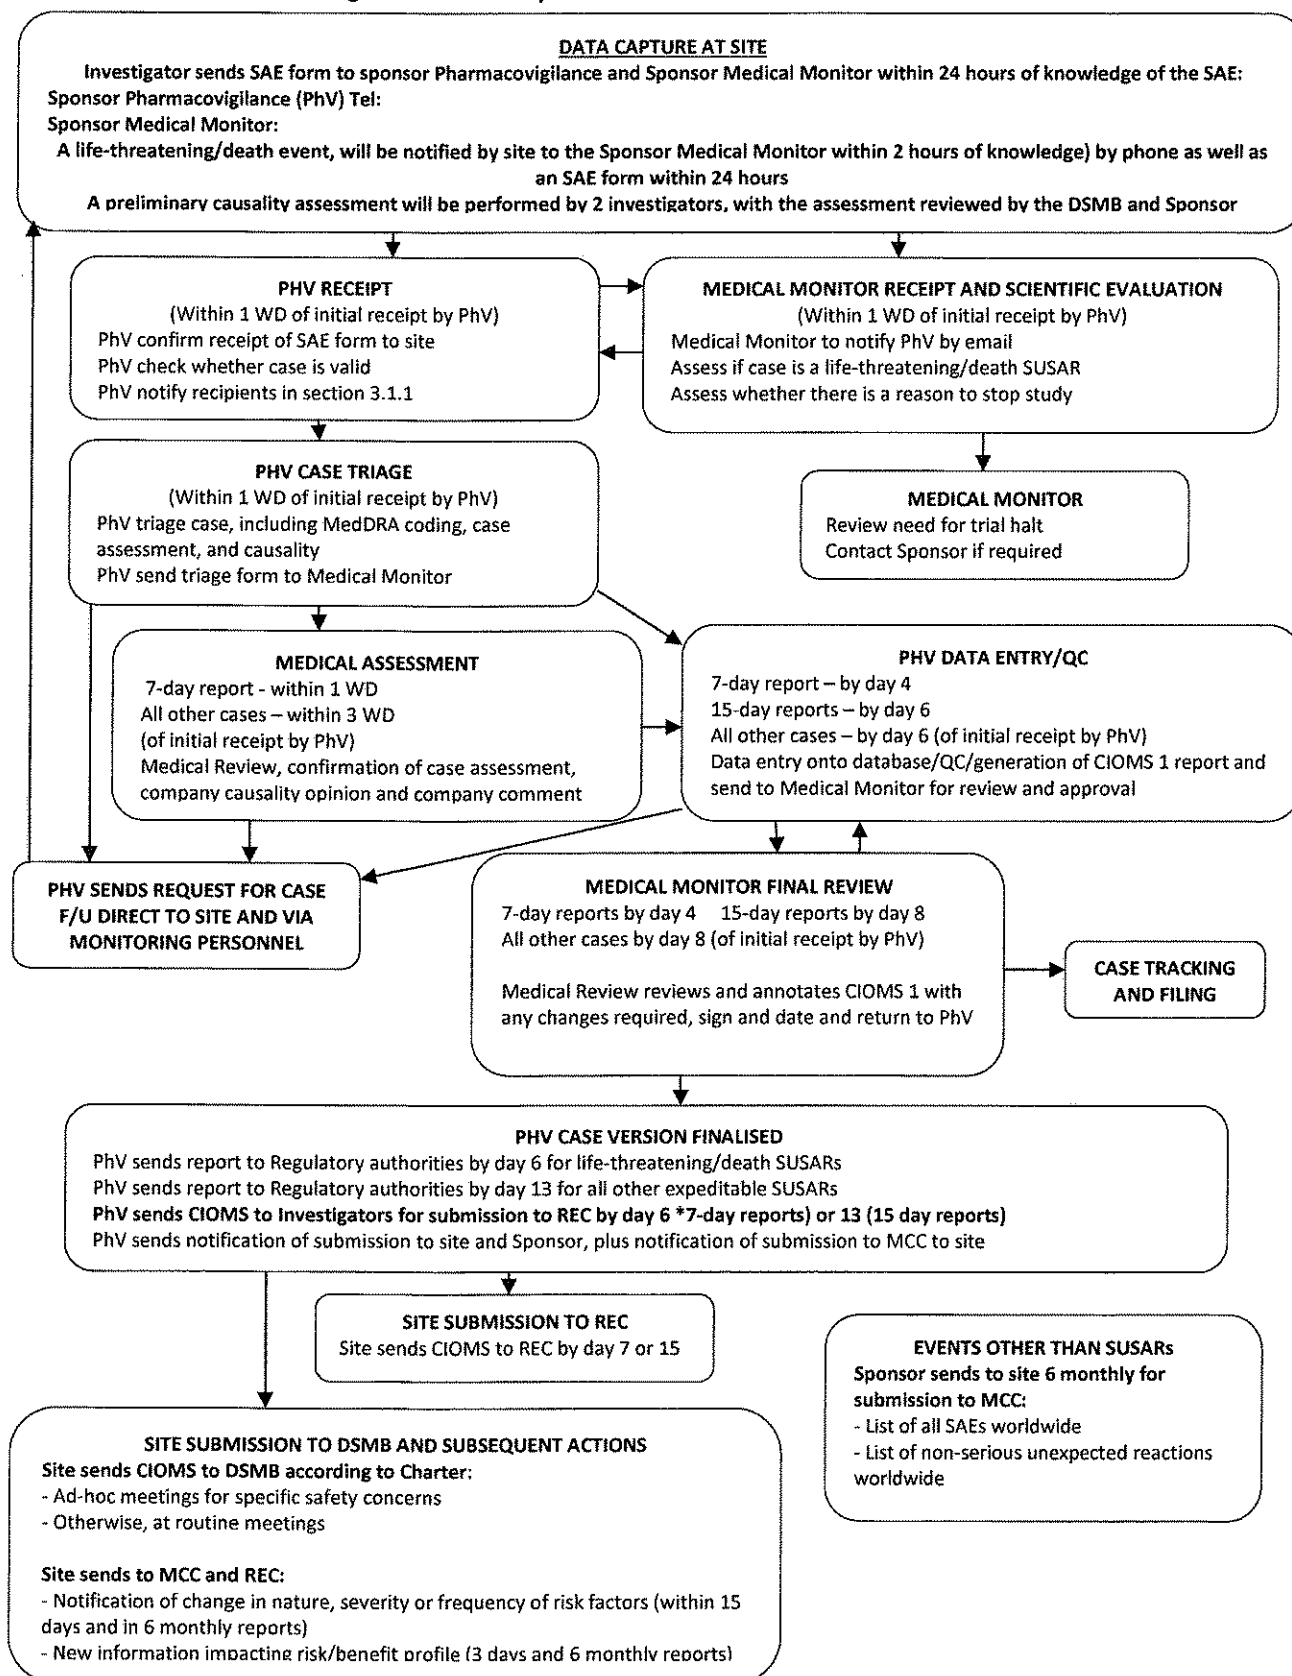 DATA CAPTURE AT SITE
Investigator sends SAE form to sponsor Pharmacovigilance and Sponsor Medical Monitor within 24 hours of knowledge of the SAE:
Sponsor Pharmacovigilance (PhV) Tel:
Sponsor Medical Monitor:
A life-threatening/death event, will be notified by site to the Sponsor Medical Monitor within 2 hours of knowledge) by phone as well as
an SAE form within 24 hours
A preliminary causality assessment will be performed by 2 investigators, with the assessment reviewed by the DSMB and Sponsor
PHV RECEIPT
(Within 1 WD of initial receipt by PhV)
PhV confirm receipt of SAE form to site
PhV check whether case is valid
PhV notify recipients in section 3.1.1
MEDICAL MONITOR RECEIPT AND SCIENTIFIC EVALUATION
(Within 1 WD of initial receipt by PhV)
Medical Monitor to notify PhV by email
Assess if case is a life-threatening/death SUSAR
Assess whether there is a reason to stop study
PHV CASE TRIAGE
(Within 1 WD of initial receipt by PhV)
PhV triage case, including MedDRA coding, case
assessment, and causality
PhV send triage form to Medical Monitor
MEDICAL MONITOR
Review need for trial halt
Contact Sponsor if required
MEDICAL ASSESSMENT
7-day report - within 1 WD
All other cases – within 3 WD
(of initial receipt by PhV)
Medical Review, confirmation of case assessment,
company causality opinion and company comment
PHV DATA ENTRY/QC
7-day report – by day 4
15-day reports – by day 6
All other cases – by day 6 (of initial receipt by PhV)
Data entry onto database/QC/generation of CIOMS 1 report and
send to Medical Monitor for review and approval
PHV SENDS REQUEST FOR CASE
F/U DIRECT TO SITE AND VIA
MONITORING PERSONNEL
MEDICAL MONITOR FINAL REVIEW
7-day reports by day 4 15-day reports by day 8
All other cases by day 8 (of initial receipt by PhV)
Medical Review reviews and annotates CIOMS 1 with
any changes required, sign and date and return to PhV
CASE TRACKING
AND FILING
PHV CASE VERSION FINALISED
PhV sends report to Regulatory authorities by day 6 for life-threatening/death SUSARs
PhV sends report to Regulatory authorities by day 13 for all other expeditable SUSARs
PhV sends CIOMS to Investigators for submission to REC by day 6 *7-day reports) or 13 (15 day reports)
PhV sends notification of submission to site and Sponsor, plus notification of submission to MCC to site
SITE SUBMISSION TO REC
Site sends CIOMS to REC by day 7 or 15
EVENTS OTHER THAN SUSARs
Sponsor sends to site 6 monthly for
submission to MCC:
- List of all SAEs worldwide
- List of non-serious unexpected reactions
worldwide
SITE SUBMISSION TO DSMB AND SUBSEQUENT ACTIONS
Site sends CIOMS to DSMB according to Charter:
- Ad-hoc meetings for specific safety concerns
- Otherwise, at routine meetings
Site sends to MCC and REC:
- Notification of change in nature, severity or frequency of risk factors (within 15
days and in 6 monthly reports)
- New information impacting risk/benefit profile (3 days and 6 monthly reports)